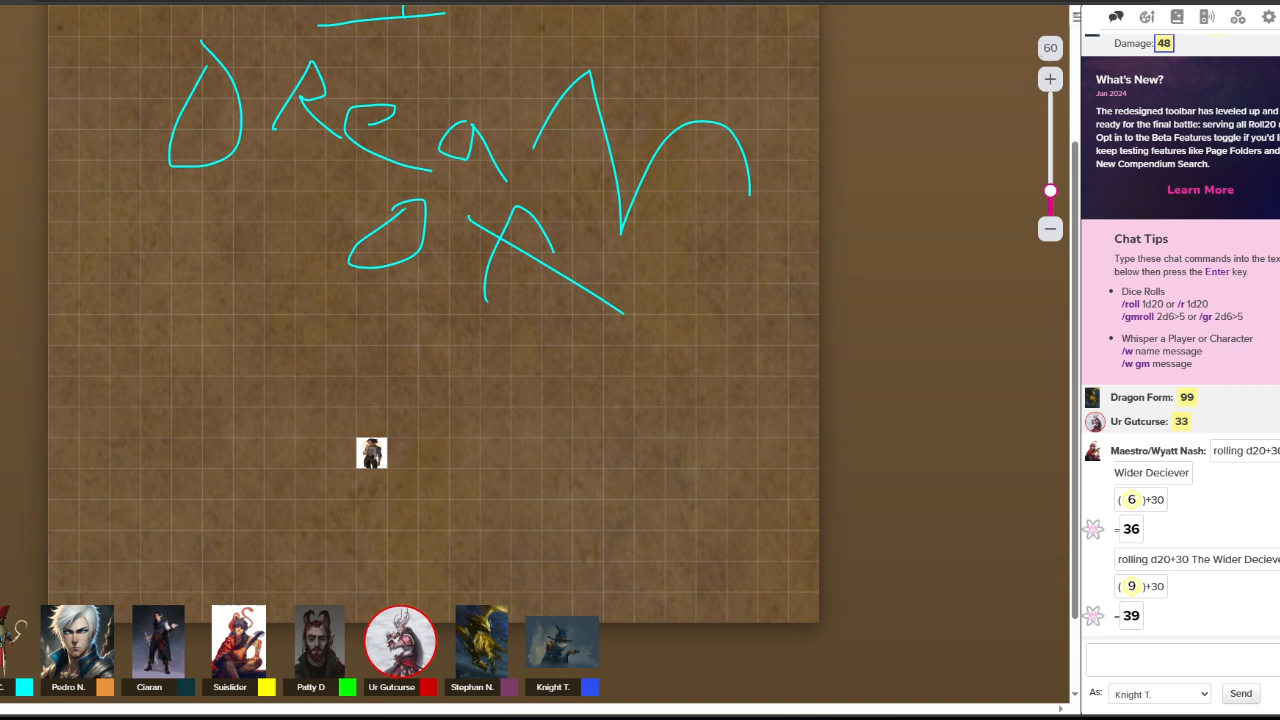 DReam
on
60
Damage: 48
What's New?
Jan 2024
The redesigned toolbar has leveled up and
ready for the final battle: serving all Roll20
Opt in to the Beta Features toggle if you'd
keep testing features like Page Folders and
New Compendium Search.
Learn More
Chat Tips
Type these chat commands into the
below then press the Enter key.
Dice Rolls
/roll 1d20 or /r 1d20
/gmroll 2d6>5 or /gr 2d6>5
Whisper a Player or Character
/w name message
/w gm message
Dragon Form: 99
Ur Gutcurse: 33
Maestro/Wyatt Nash: rolling d20+30
Wider Deciever
(6)+30
=36
rolling d20+30 The Wider
(9)+30
=39
As: Knight T. Send
Pedro N. Ciaran Suislider Patty D Ur Gutcurse Stephan N. Knight T.